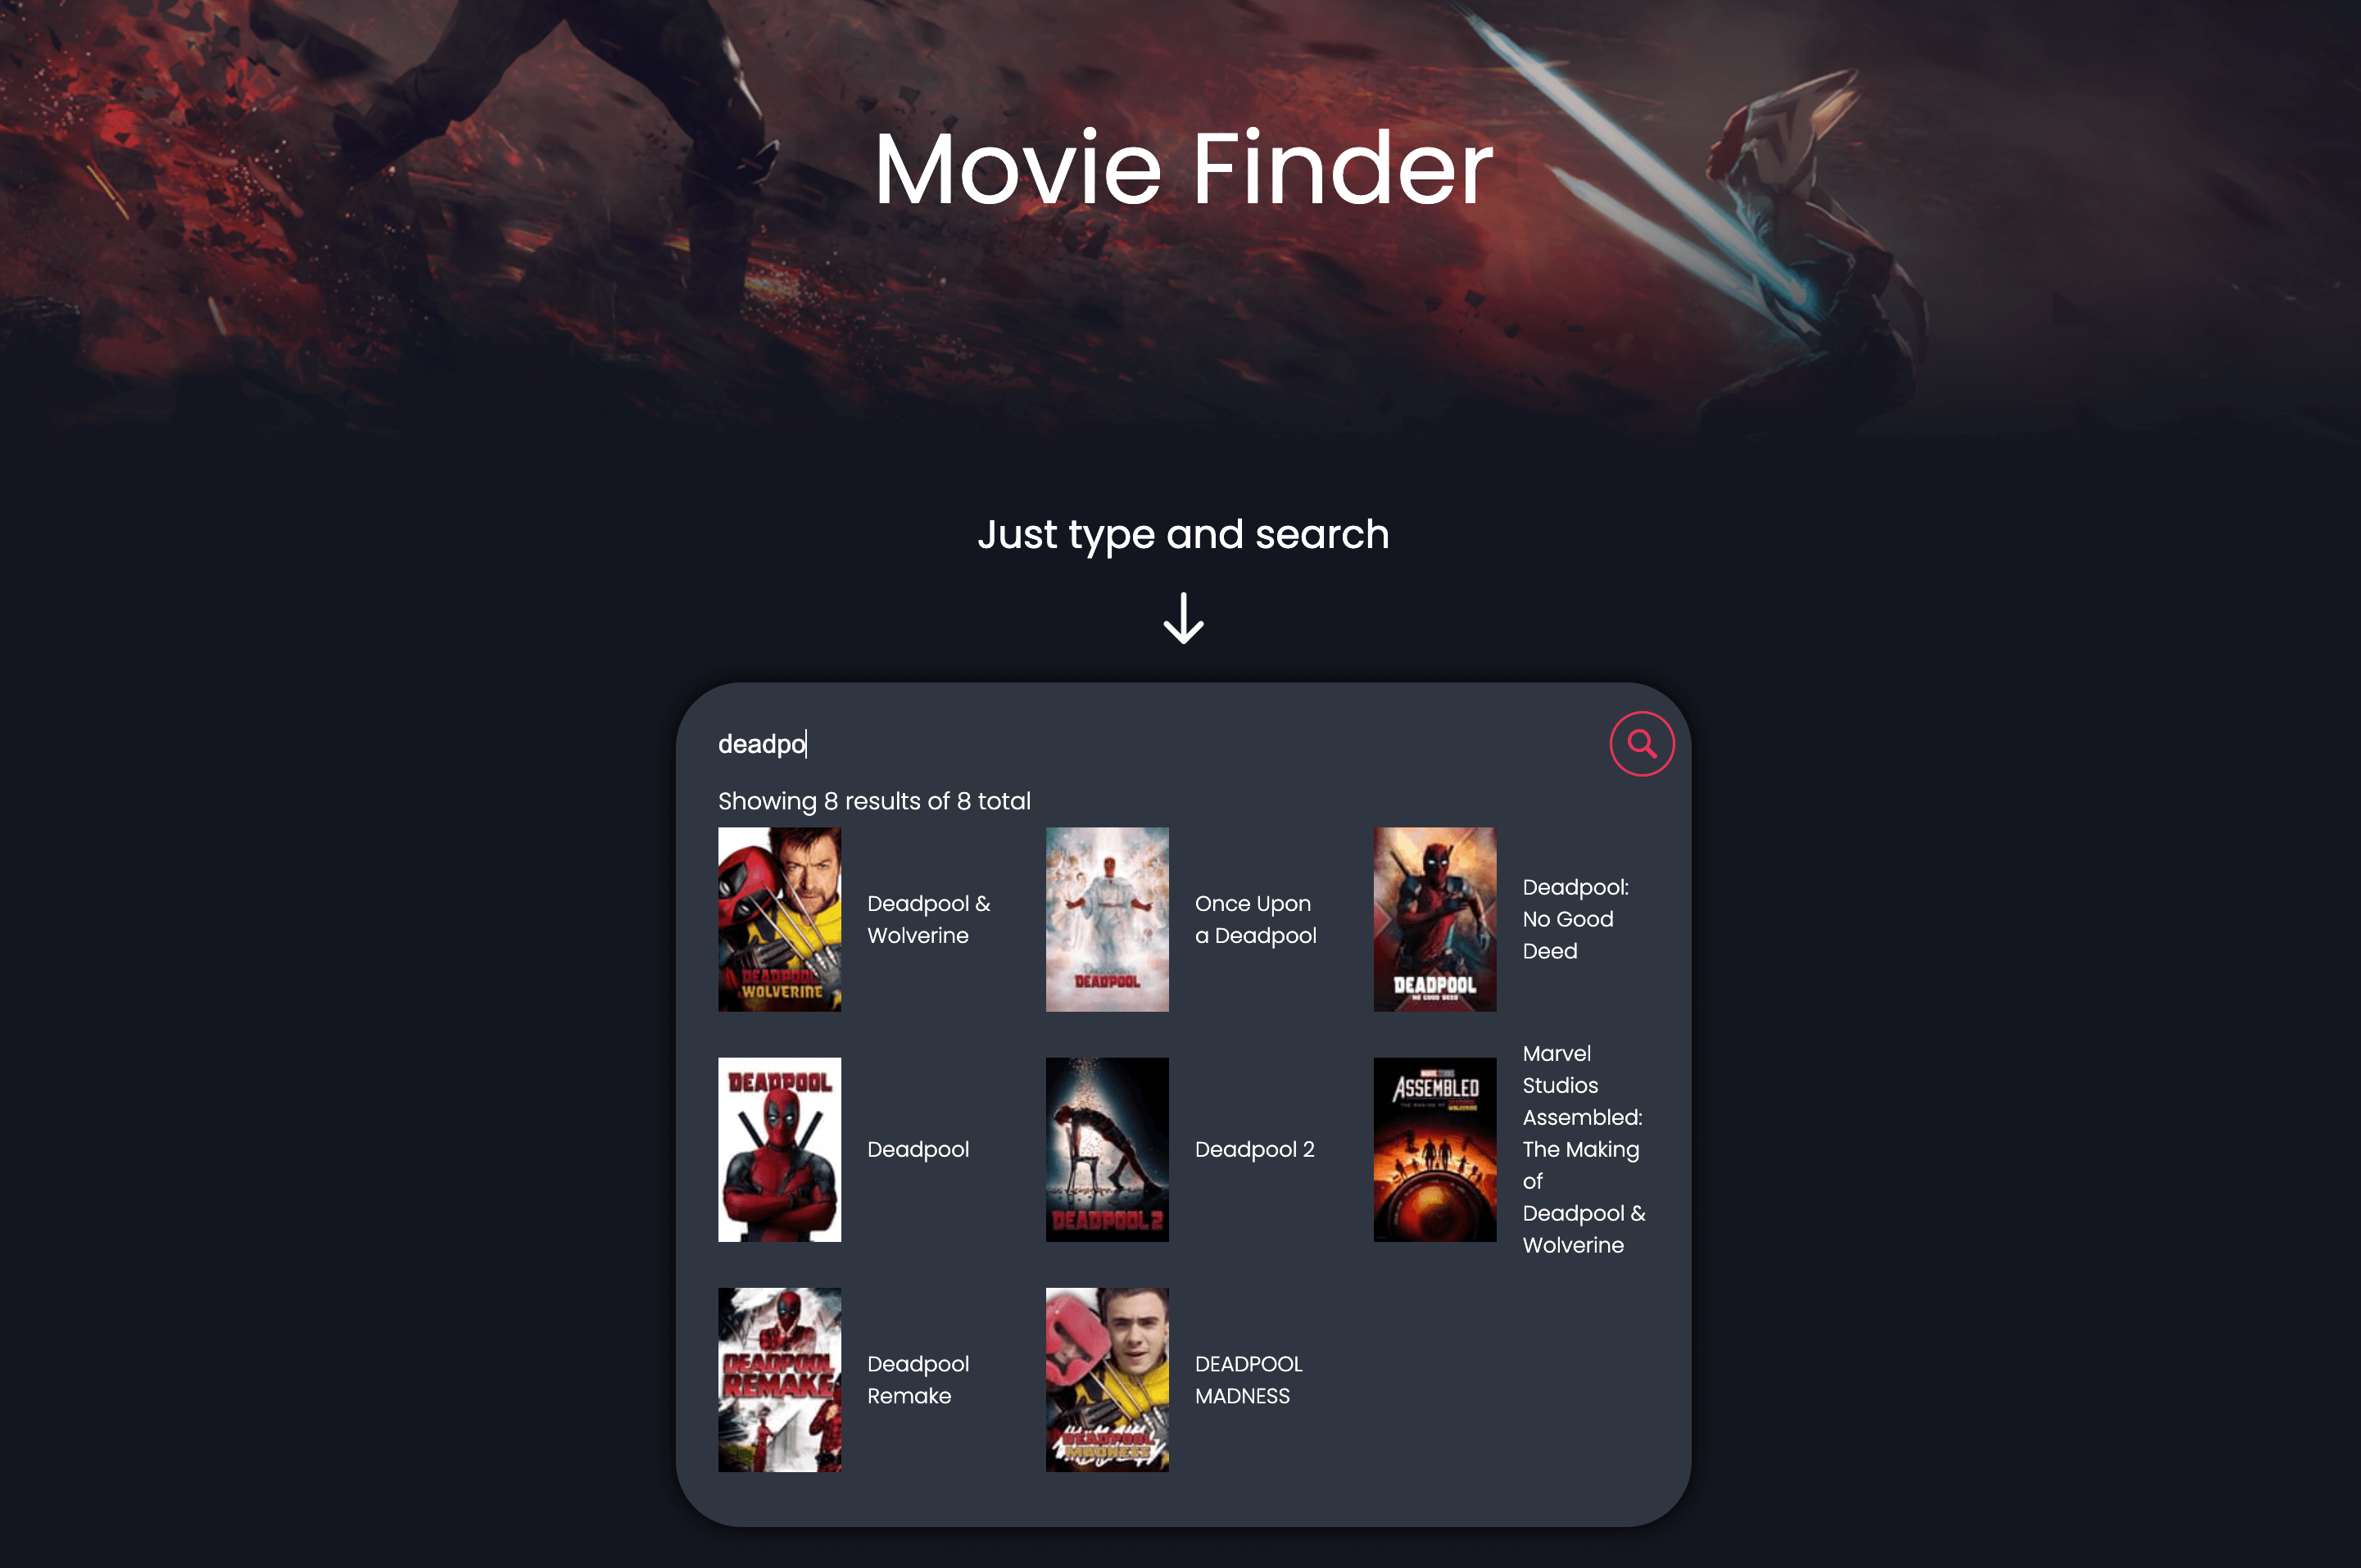 Movie Finder
Just type and search
deadpo
Showing 8 results of 8 total
DEADPOOL
WOLVERINE
Deadpool &
Wolverine
DEADPOOL
Once Upon
a Deadpool
DEADPOOL
NO GOOD DEED
Deadpool:
No Good
Deed
DEADPOOL
Deadpool
DEADPOOL 2
Deadpool 2
ASSEMBLED
Marvel
Studios
Assembled:
The Making
of
Deadpool &
Wolverine
DEADPOOL
REMAKE
Deadpool
Remake
DEADPOOL
MADNESS
DEADPOOL
MADNESS